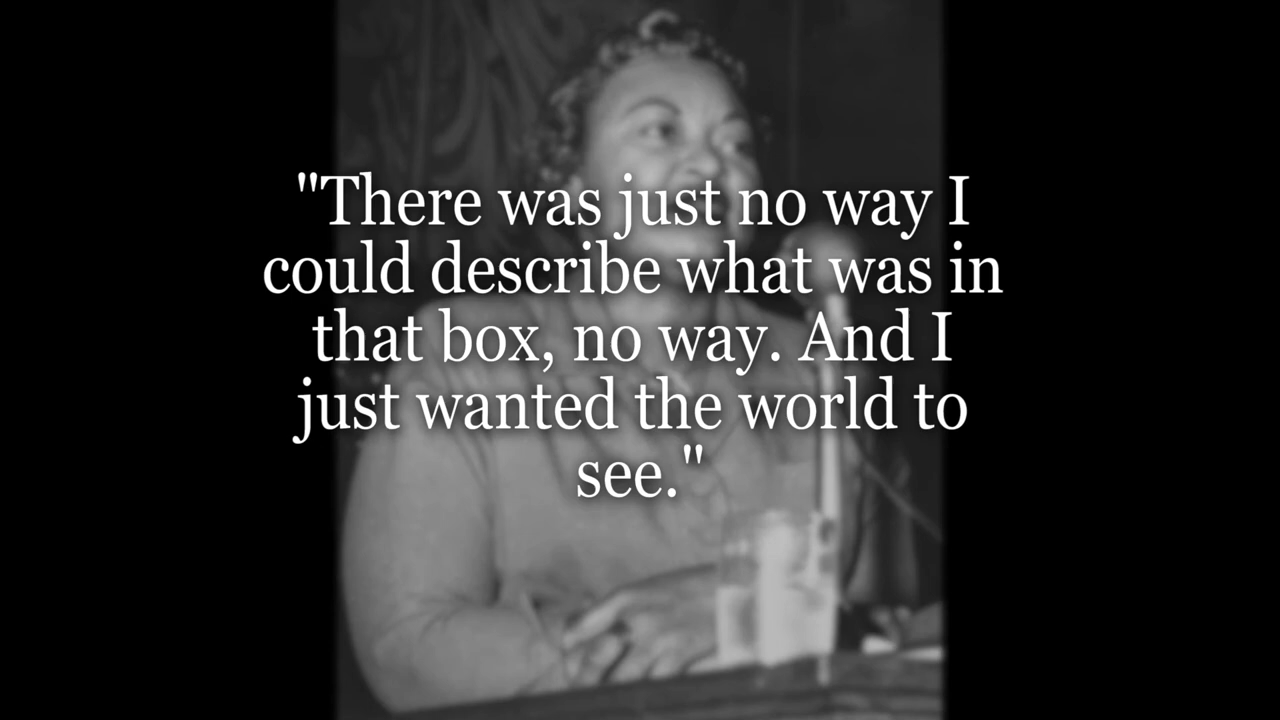 "There was just no way I
could describe what was in
that box, no way. And I
just wanted the world to
see."